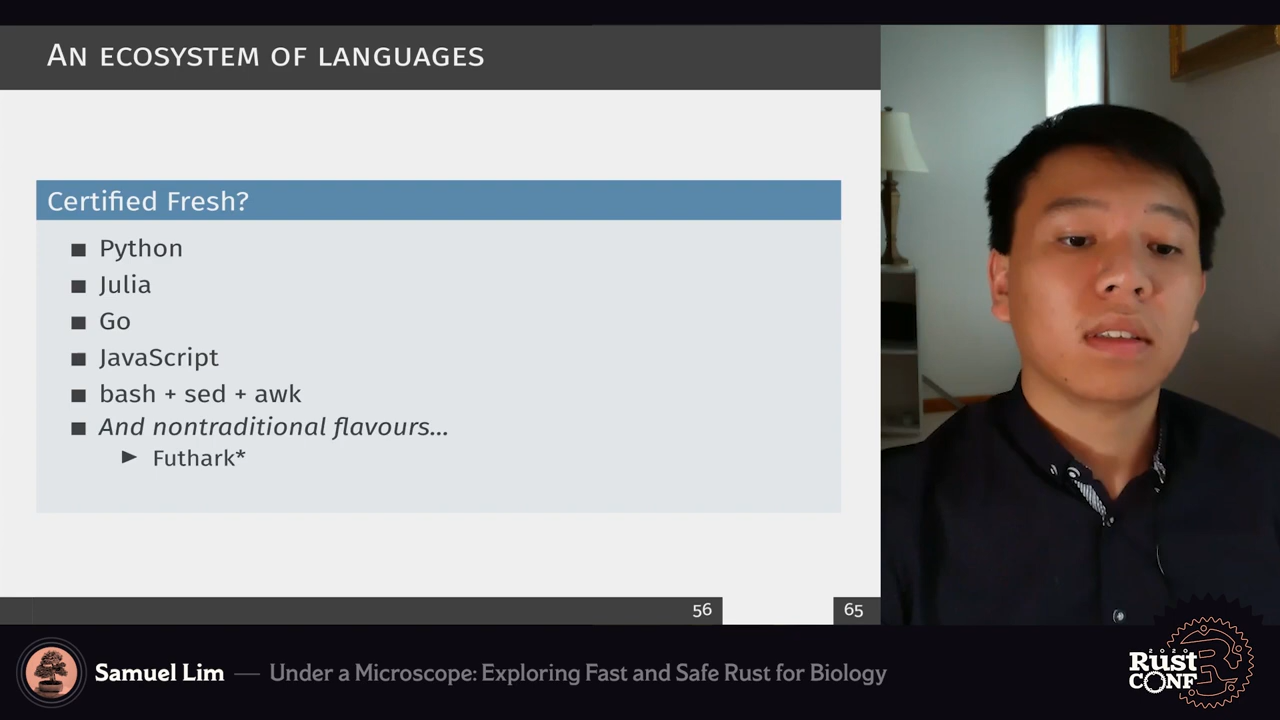 An ecosystem of languages
Certified Fresh?
Python
Julia
Go
JavaScript
bash + sed + awk
And nontraditional flavours...
Futhark*
56
65
Samuel Lim — Under a Microscope: Exploring Fast and Safe Rust for Biology
2020
Rust
CONF
R